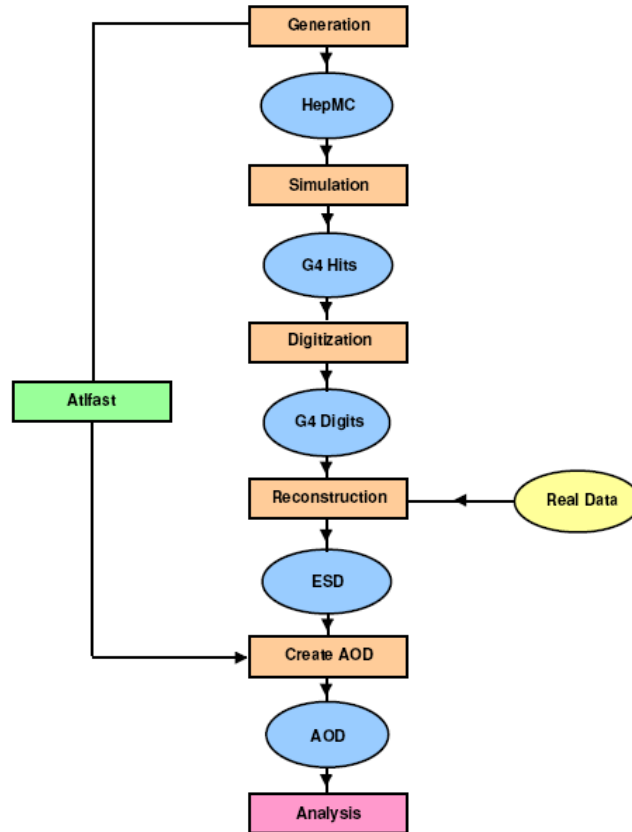 Generation
HepMC
Simulation
G4 Hits
Digitization
Atlfast
G4 Digits
Reconstruction
Real Data
ESD
Create AOD
AOD
Analysis